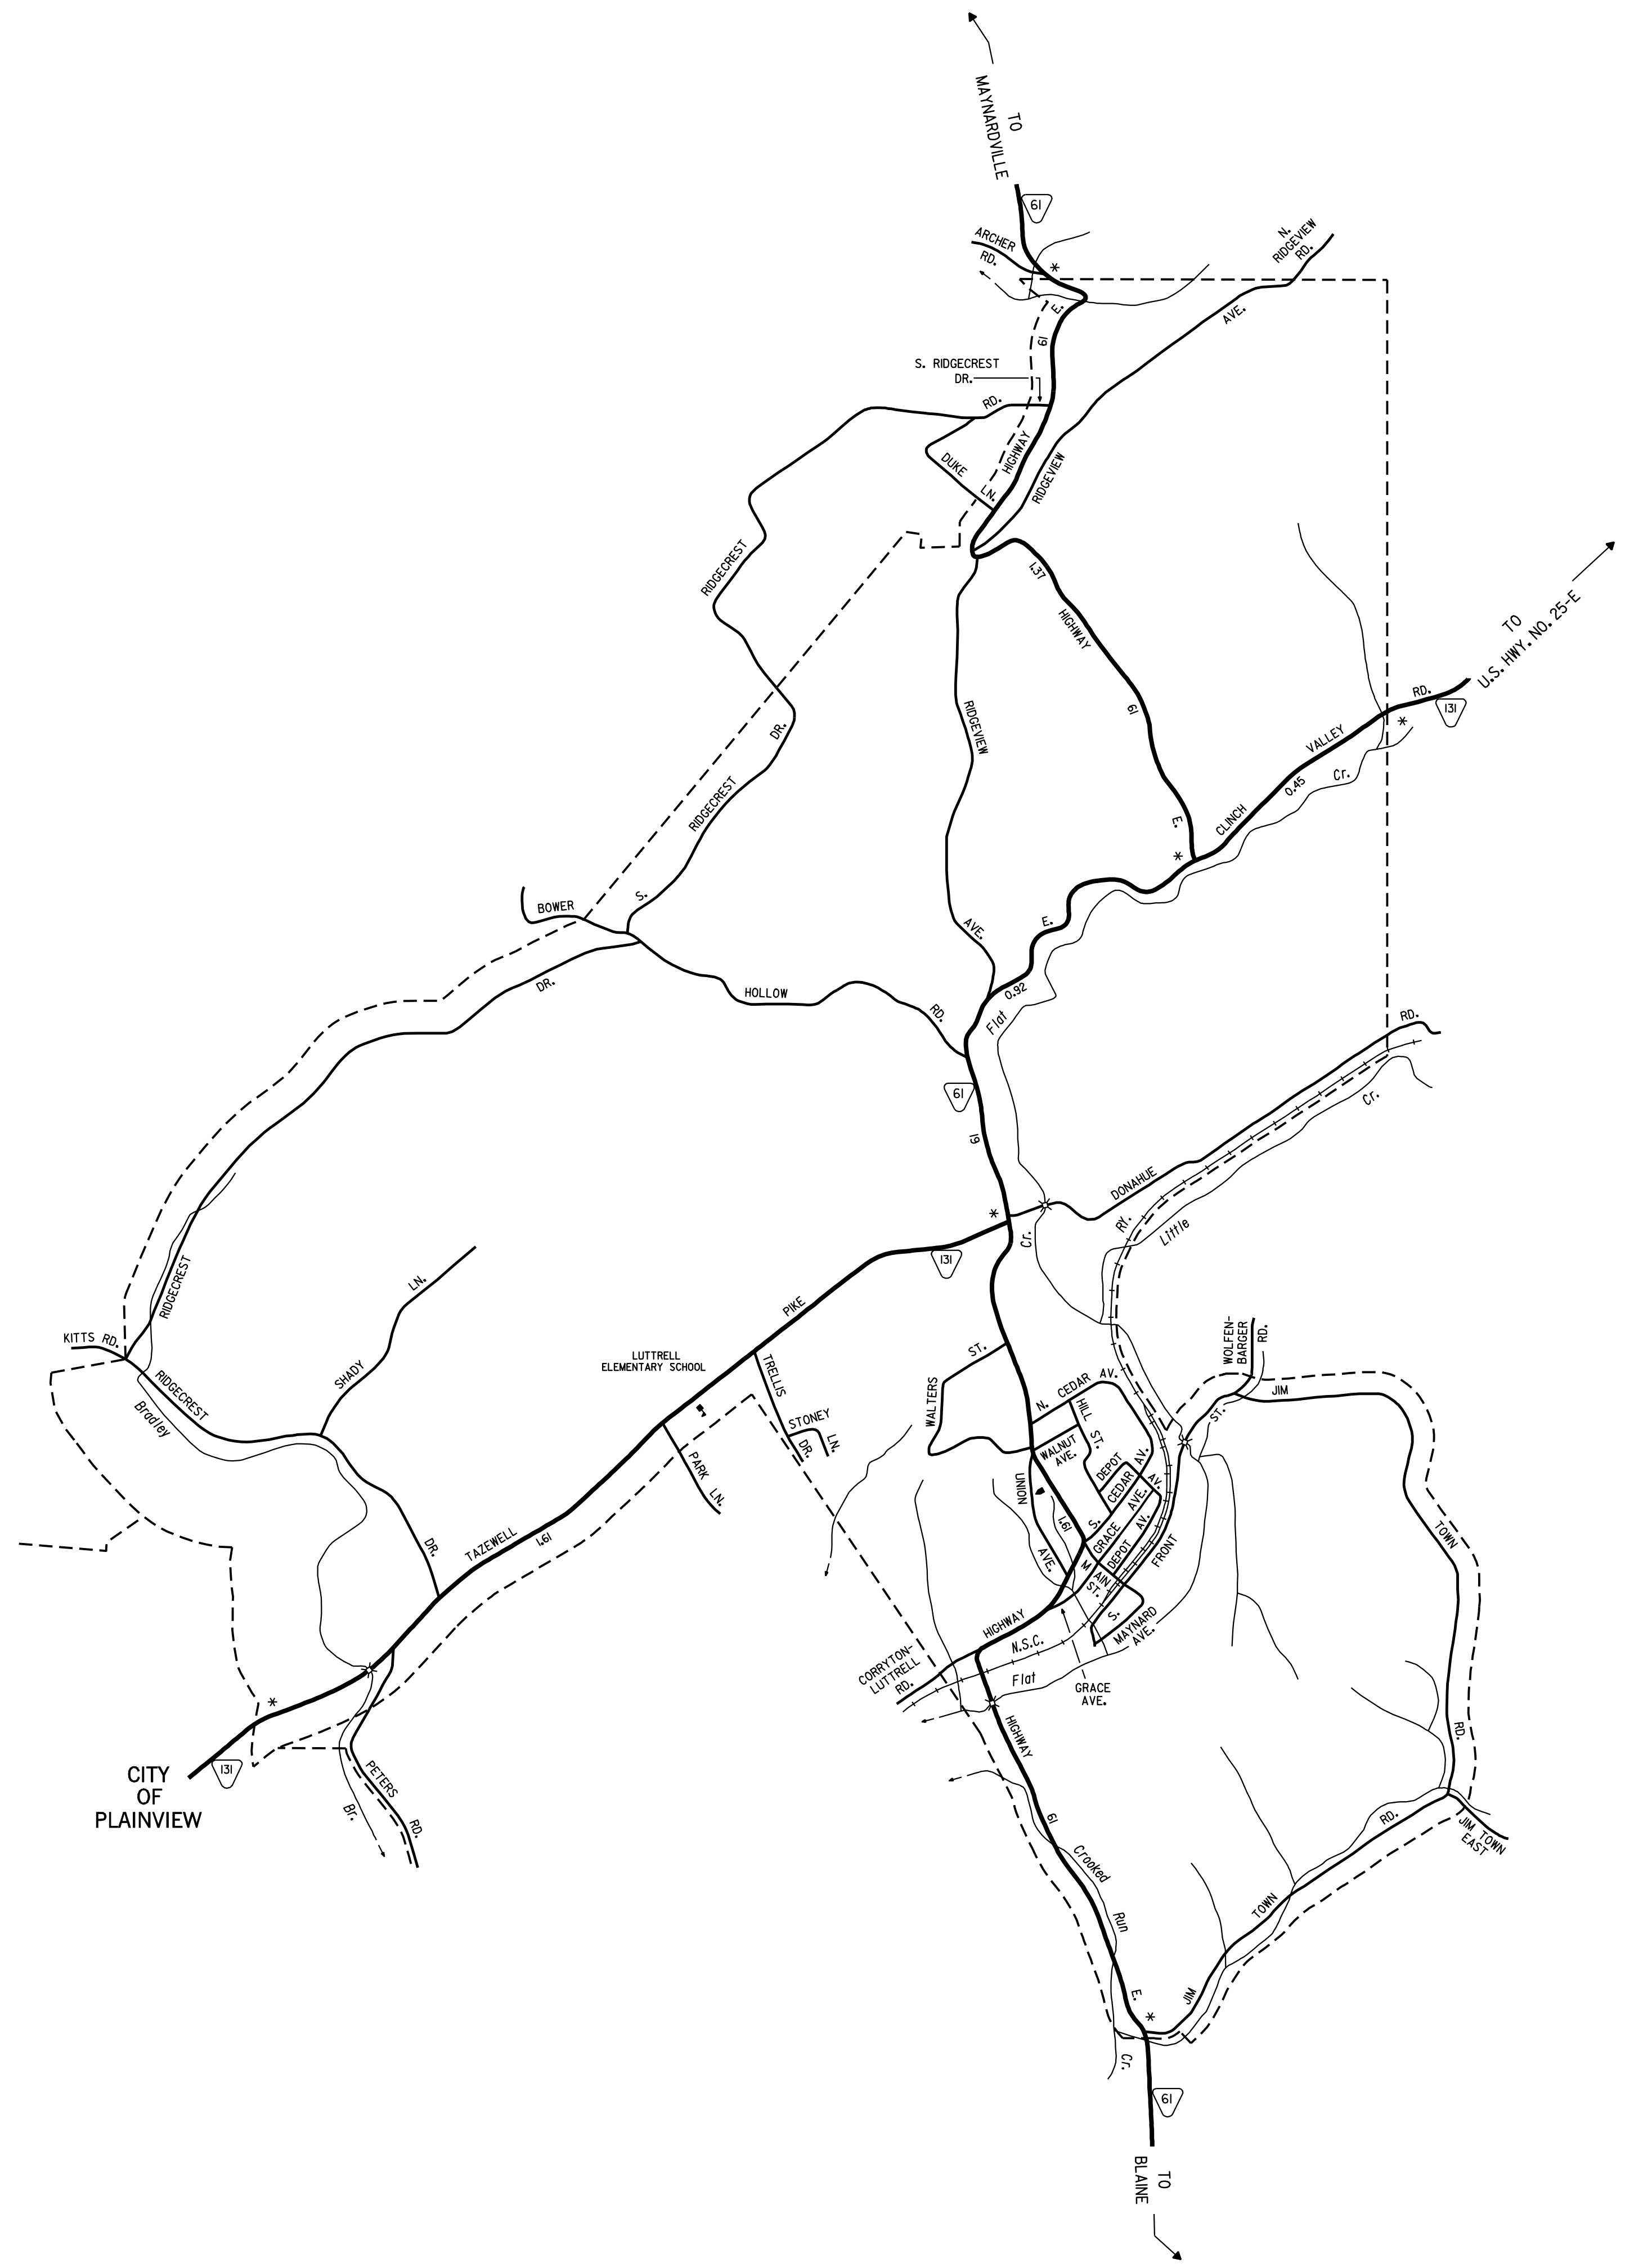 TO
MAYNARDVILLE
61
ARCHER
RD.
N.
RIDGEVIEW
RD.
E.
61
AVE.
S. RIDGECREST
DR.
RD.
HIGHWAY
DUKE
LN.
RIDGEVIEW
RIDGECREST
1.37
HIGHWAY
TO
U.S. HWY. NO. 25-E
RD.
131
61
VALLEY
RIDGEVIEW
DR.
Cr.
0.45
RIDGECREST
CLINCH
E.
S.
BOWER
AVE.
E.
DR.
HOLLOW
0.92
RD.
Flat
RD.
61
Cr.
61
DONAHUE
RY.
Little
Cr.
131
RIDGECREST
LN.
PIKE
KITTS RD.
LUTTRELL
ELEMENTARY SCHOOL
WOLFEN-
BARGER
RD.
ST.
TRELLIS
SHADY
RIDGECREST
Bradley
WALTERS
N. CEDAR AV.
JIM
HILL
ST.
ST.
STONEY
LN.
DR.
WALNUT
AVE.
PARK
LN.
UNION
DEPOT
AV.
CEDAR
AV.
S.
AVE.
GRACE
AV.
DEPOT
1.61
TOWN
TAZEWELL
1.61
DR.
AVE.
MAIN
ST.
FRONT
HIGHWAY
S.
MAYNARD
AVE.
N.S.C.
CORRYTON-
LUTTRELL
RD.
Flat
GRACE
AVE.
HIGHWAY
RD.
131
CITY
OF
PLAINVIEW
PETERS
RD.
Br.
61
Crooked
Run
RD.
JIM TOWN
EAST
TOWN
JIM
E.
Cr.
61
TO
BLAINE